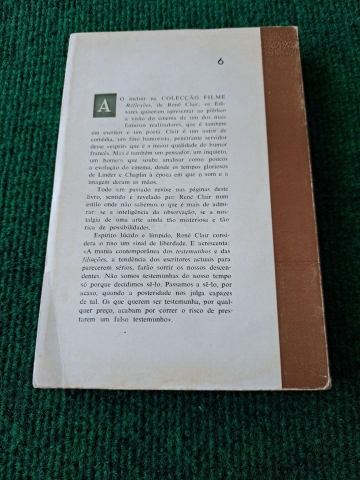 6
AO incluir na COLECÇÃO FILME
Reflexões, de René Clair, os Edi-
tores quiseram apresentar ao público
a visão do cinema de um dos mais
famosos realizadores, que é também
um escritor e um poeta. Clair é um autor de
comédia, um fino humorista, penetrante servidor
desse «esprit» que é a maior qualidade do humor
francês. Mas é também um pensador, um inquieto,
um homem que soube analisar como poucos
a evolução do cinema, desde os tempos gloriosos
de Linder e Chaplin à época em que o som e a
imagem deram as mãos.
Todo um passado revive nas páginas deste
livro, sentido e revelado por René Clair num
estilo onde não sabemos o que é mais de admi-
rar: se a inteligência da observação, se a nos-
talgia de uma arte ainda tão misteriosa e tão
rica de possibilidades.
Espírito lúcido e límpido, René Clair consi-
dera o riso um sinal de liberdade. E acrescenta:
«A mania contemporânea dos testemunhos e das
filiações, a tendência dos escritores actuais para
parecerem sérios, farão sorrir os nossos descen-
dentes. Não somos testemunhas do nosso tempo
só porque decidimos sê-lo. Passamos a sê-lo, por
acaso, quando a posteridade nos julga capazes
de tal. Os que querem ser testemunha, por qual-
quer preço, acabam por correr o risco de pres-
tarem um falso testemunho».